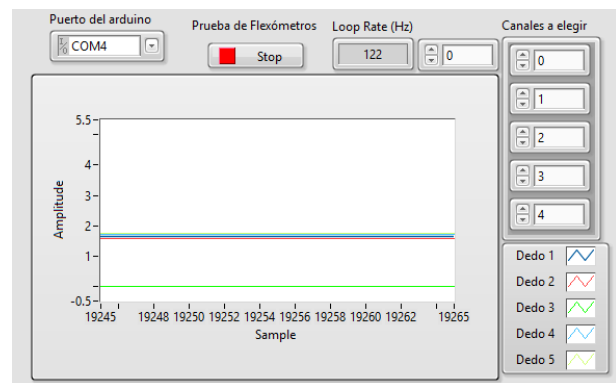 Puerto del arduino
COM4
Prueba de Flexómetros
Stop
Loop Rate (Hz)
122
0
Canales a elegir
0
1
2
3
4
5.5
4
3
2
1
-0.5
Amplitude
19245 19248 19250 19252 19254 19256 19258 19260 19262 19265
Sample
Dedo 1
Dedo 2
Dedo 3
Dedo 4
Dedo 5